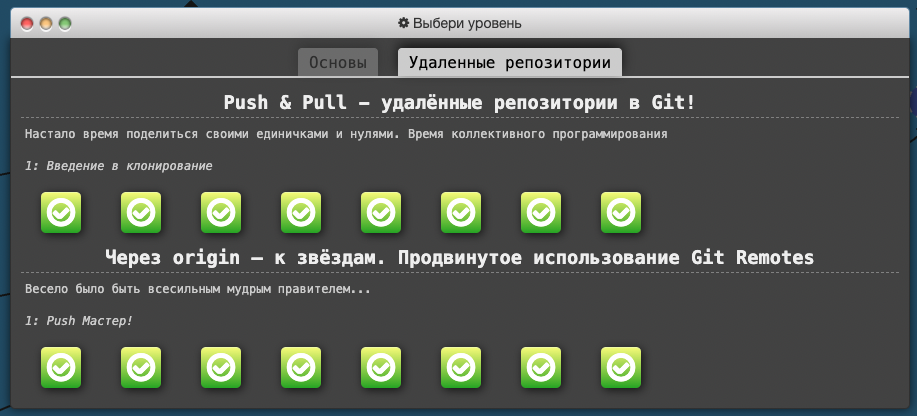 Выбери уровень
Основы
Удаленные репозитории
Push & Pull — удалённые репозитории в Git!
Настало время поделиться своими единичками и нулями. Время коллективного программирования
1: Введение в клонирование
Через origin – к звёздам. Продвинутое использование Git Remotes
Весело было быть всесильным мудрым правителем...
1: Push Мастер!